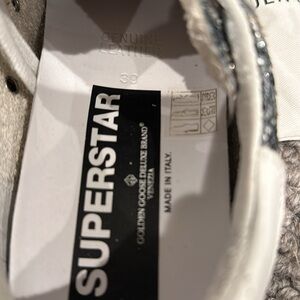 GENUINE
LEATHER
39
SUPERSTAR
GOLDEN GOOSE DELUXE BRAND
VENEZIA
MADE IN ITALY.